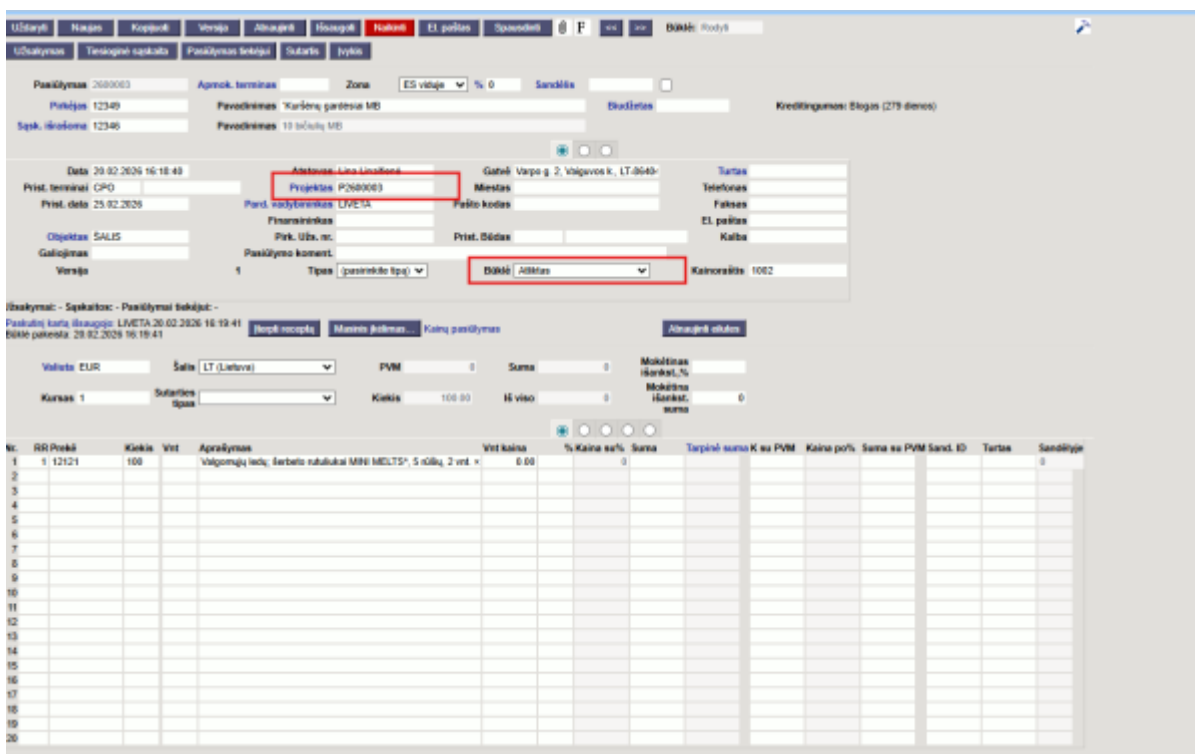 Uždaryti Naujas Kopijuoti Versija Atnaujinti Išsaugoti Naikinti El. paštas Spausdinti F << >> Būklė: Rodyti
Užsakymas Tiesioginė sąskaita Pasiūlymas tiekėjui Sutartis Įvykis
Pasiūlymas 2600003 Apmok. terminas Zona ES viduje % 0 Sandėlis
Pirkėjas 12349 Pavadinimas "Kuršėnų gardėsiai MB Biudžetas Kreditingumas: Blogas (279 dienos)
Sąsk. išrašoma 12346 Pavadinimas 10 bičiulių MB
Data 20.02.2026 16:18:40 Atstovas Gatvė Varpo g. 2, Vaiguvos k., LT-8640- Turtas
Prist. terminai CPO Projektas P2600003 Miestas Telefonas
Prist. data 25.02.2026 Pard. vadybininkas LIVETA Pašto kodas Faksas
Finansininkas El. paštas
Objektas SALIS Pirk. Užs. nr. Prist. Būdas Kalba
Galiojimas Pasiūlymo koment.
Versija 1 Tipas (pasirinkite tipą) Būklė Atliktas Kainoraštis 1002
Užsakymai: - Sąskaitos: - Pasiūlymai tiekėjui: -
Paskutinį kartą išsaugojo: LIVETA 20.02.2026 16:19:41 Įterpti receptą Masinis įkėlimas... Kainų pasiūlymas Atnaujinti eilutes
Būklė pakeista: 20.02.2026 16:19:41
Valiuta EUR Šalis LT (Lietuva) PVM 0 Suma 0 Mokėtinas išankst.,%
Kursas 1 Sutarties tipas Kiekis 100.00 Iš viso 0 Mokėtina išankst. suma 0
Nr. RR Prekė Kiekis Vnt Aprašymas Vnt kaina % Kaina su% Suma Tarpinė suma K su PVM Kaina po% Suma su PVM Sand. ID Turtas Sandėlyje
1 1 12121 100 Valgomųjų ledų, šerbeto rutuliukai MINI MELTS*, 5 rūšių, 2 vnt. × 0.00 0 0
2
3
4
5
6
7
8
9
10
11
12
13
14
15
16
17
18
19
20